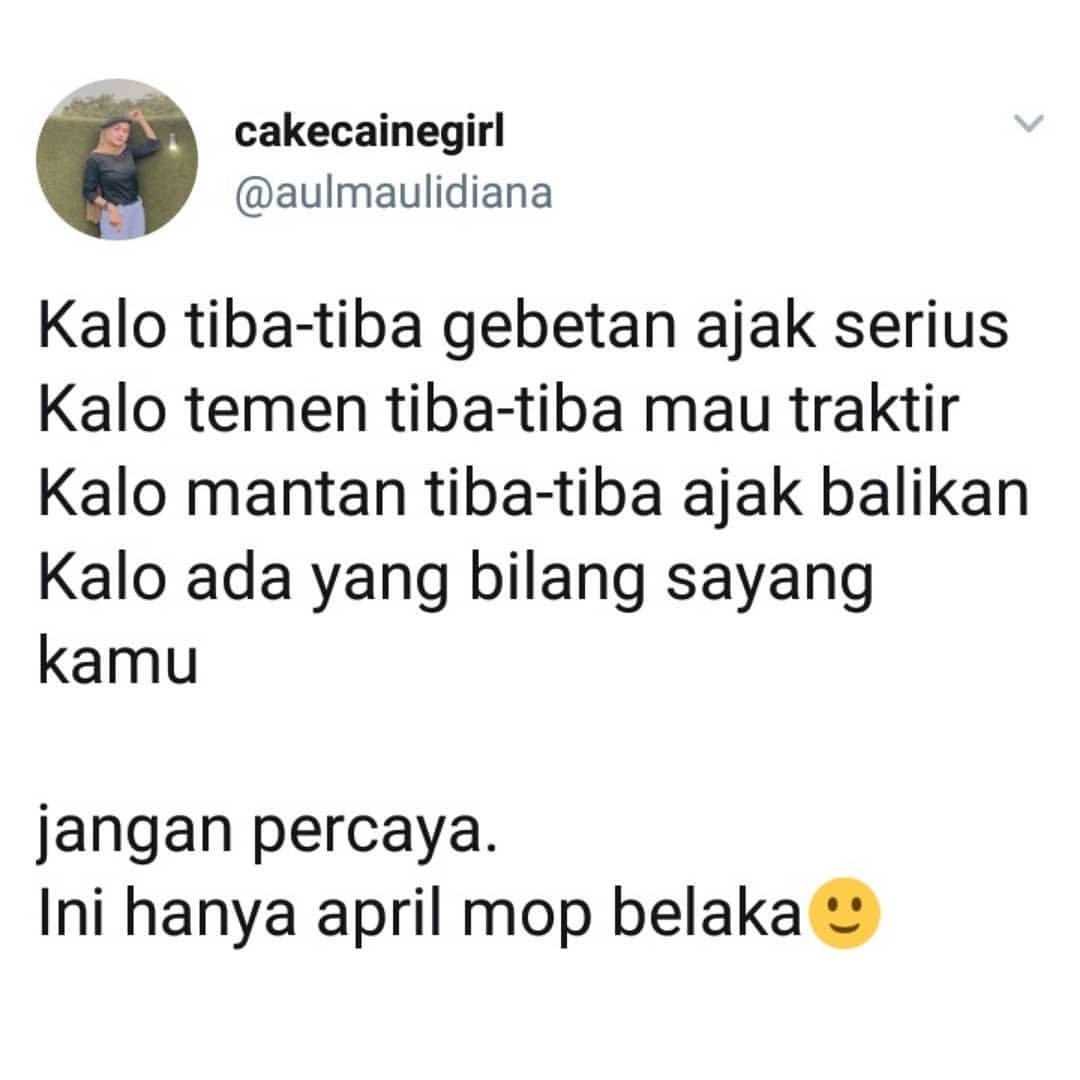 cakecainegirl
@aulmaulidiana
Kalo tiba-tiba gebetan ajak serius
Kalo temen tiba-tiba mau traktir
Kalo mantan tiba-tiba ajak balikan
Kalo ada yang bilang sayang
kamu
jangan percaya.
Ini hanya april mop belaka🙂